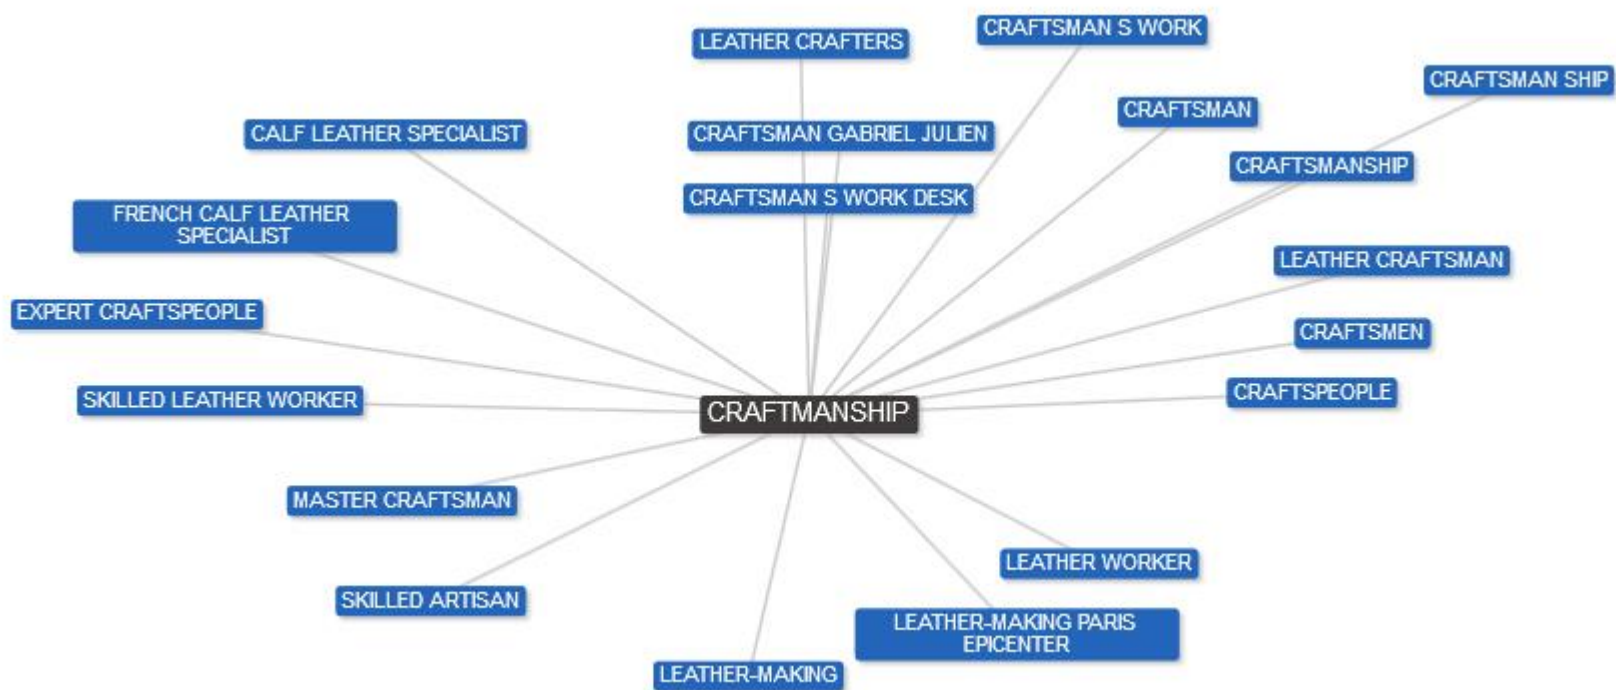 CRAFTSMAN S WORK
LEATHER CRAFTERS
CRAFTSMAN SHIP
CRAFTSMAN
CALF LEATHER SPECIALIST
CRAFTSMAN GABRIEL JULIEN
CRAFTSMANSHIP
CRAFTSMAN S WORK DESK
FRENCH CALF LEATHER
SPECIALIST
LEATHER CRAFTSMAN
EXPERT CRAFTSPEOPLE
CRAFTSMEN
CRAFTSPEOPLE
SKILLED LEATHER WORKER
CRAFTMANSHIP
MASTER CRAFTSMAN
LEATHER WORKER
SKILLED ARTISAN
LEATHER-MAKING PARIS
EPICENTER
LEATHER-MAKING